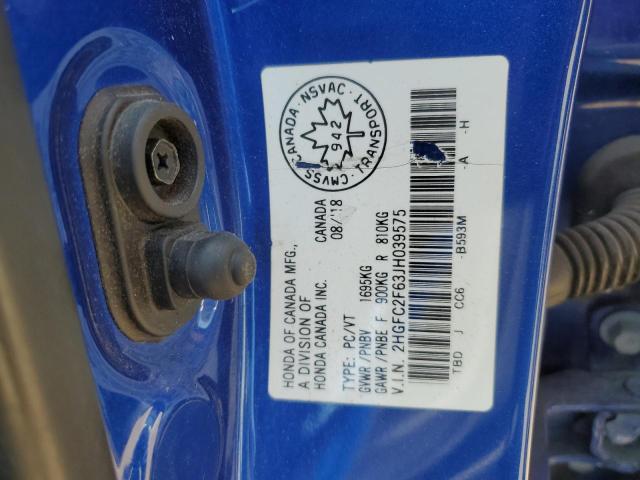 HONDA OF CANADA MFG., CANADA
A DIVISION OF 08/'18
HONDA CANADA INC.
TYPE: PC/VT
GVWR/PNBV 1695KG
GAWR/PNBE F 900KG R 810KG
V.I.N. 2HGFC2F63JH039575
TBD J CC6 -B593M -A -H
CANADA·NSVAC·TRANSPORT·CMVSS
942